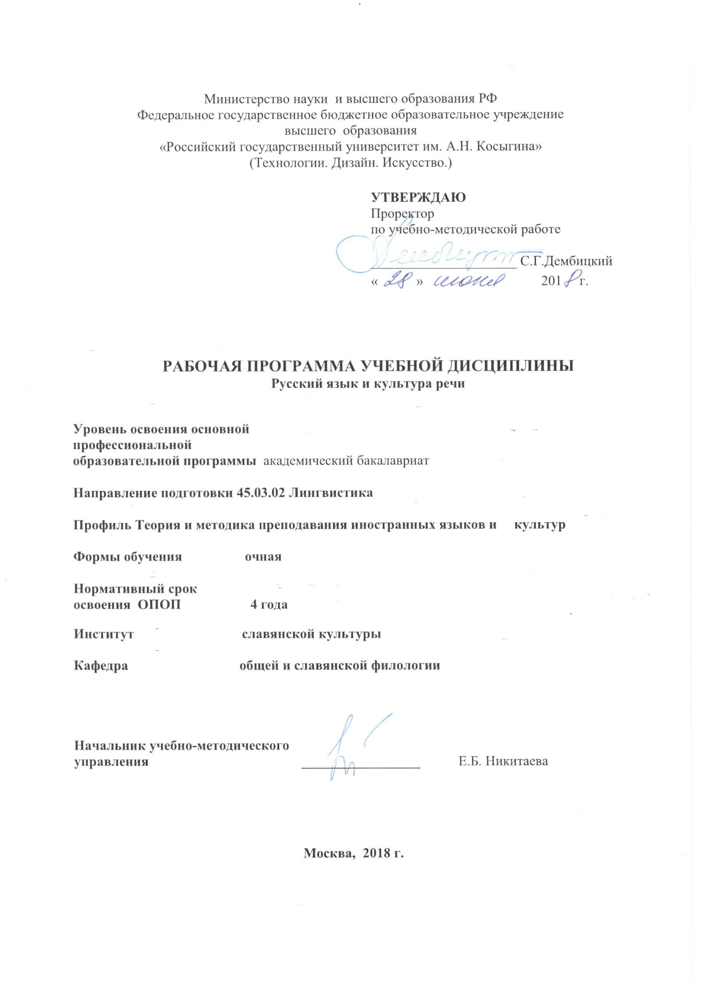 Министерство науки и высшего образования РФ
Федеральное государственное бюджетное образовательное учреждение
высшего образования
«Российский государственный университет им. А.Н. Косыгина»
(Технологии. Дизайн. Искусство.)
УТВЕРЖДАЮ
Проректор
по учебно-методической работе
С.Г.Дембицкий
« 28 » июня 2018 г.
РАБОЧАЯ ПРОГРАММА УЧЕБНОЙ ДИСЦИПЛИНЫ
Русский язык и культура речи
Уровень освоения основной
профессиональной
образовательной программы академический бакалавриат
Направление подготовки 45.03.02 Лингвистика
Профиль Теория и методика преподавания иностранных языков и культур
Формы обучения очная
Нормативный срок
освоения ОПОП 4 года
Институт славянской культуры
Кафедра общей и славянской филологии
Начальник учебно-методического
управления Е.Б. Никитаева
Москва, 2018 г.